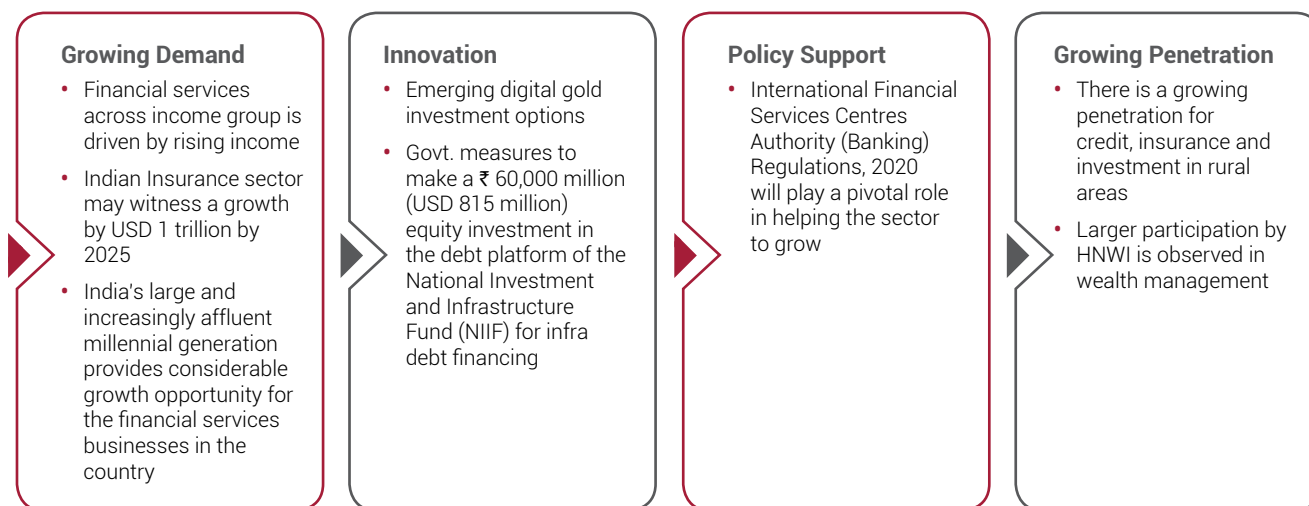 Growing Demand
• Financial services
across income group is
driven by rising income
• Indian Insurance sector
may witness a growth
by USD 1 trillion by
2025
• India's large and
increasingly affluent
millennial generation
provides considerable
growth opportunity for
the financial services
businesses in the
country
Innovation
• Emerging digital gold
investment options
• Govt. measures to
make a ₹ 60,000 million
(USD 815 million)
equity investment in
the debt platform of the
National Investment
and Infrastructure
Fund (NIIF) for infra
debt financing
Policy Support
• International Financial
Services Centres
Authority (Banking)
Regulations, 2020
will play a pivotal role
in helping the sector
to grow
Growing Penetration
• There is a growing
penetration for
credit, insurance and
investment in rural
areas
• Larger participation by
HNWI is observed in
wealth management